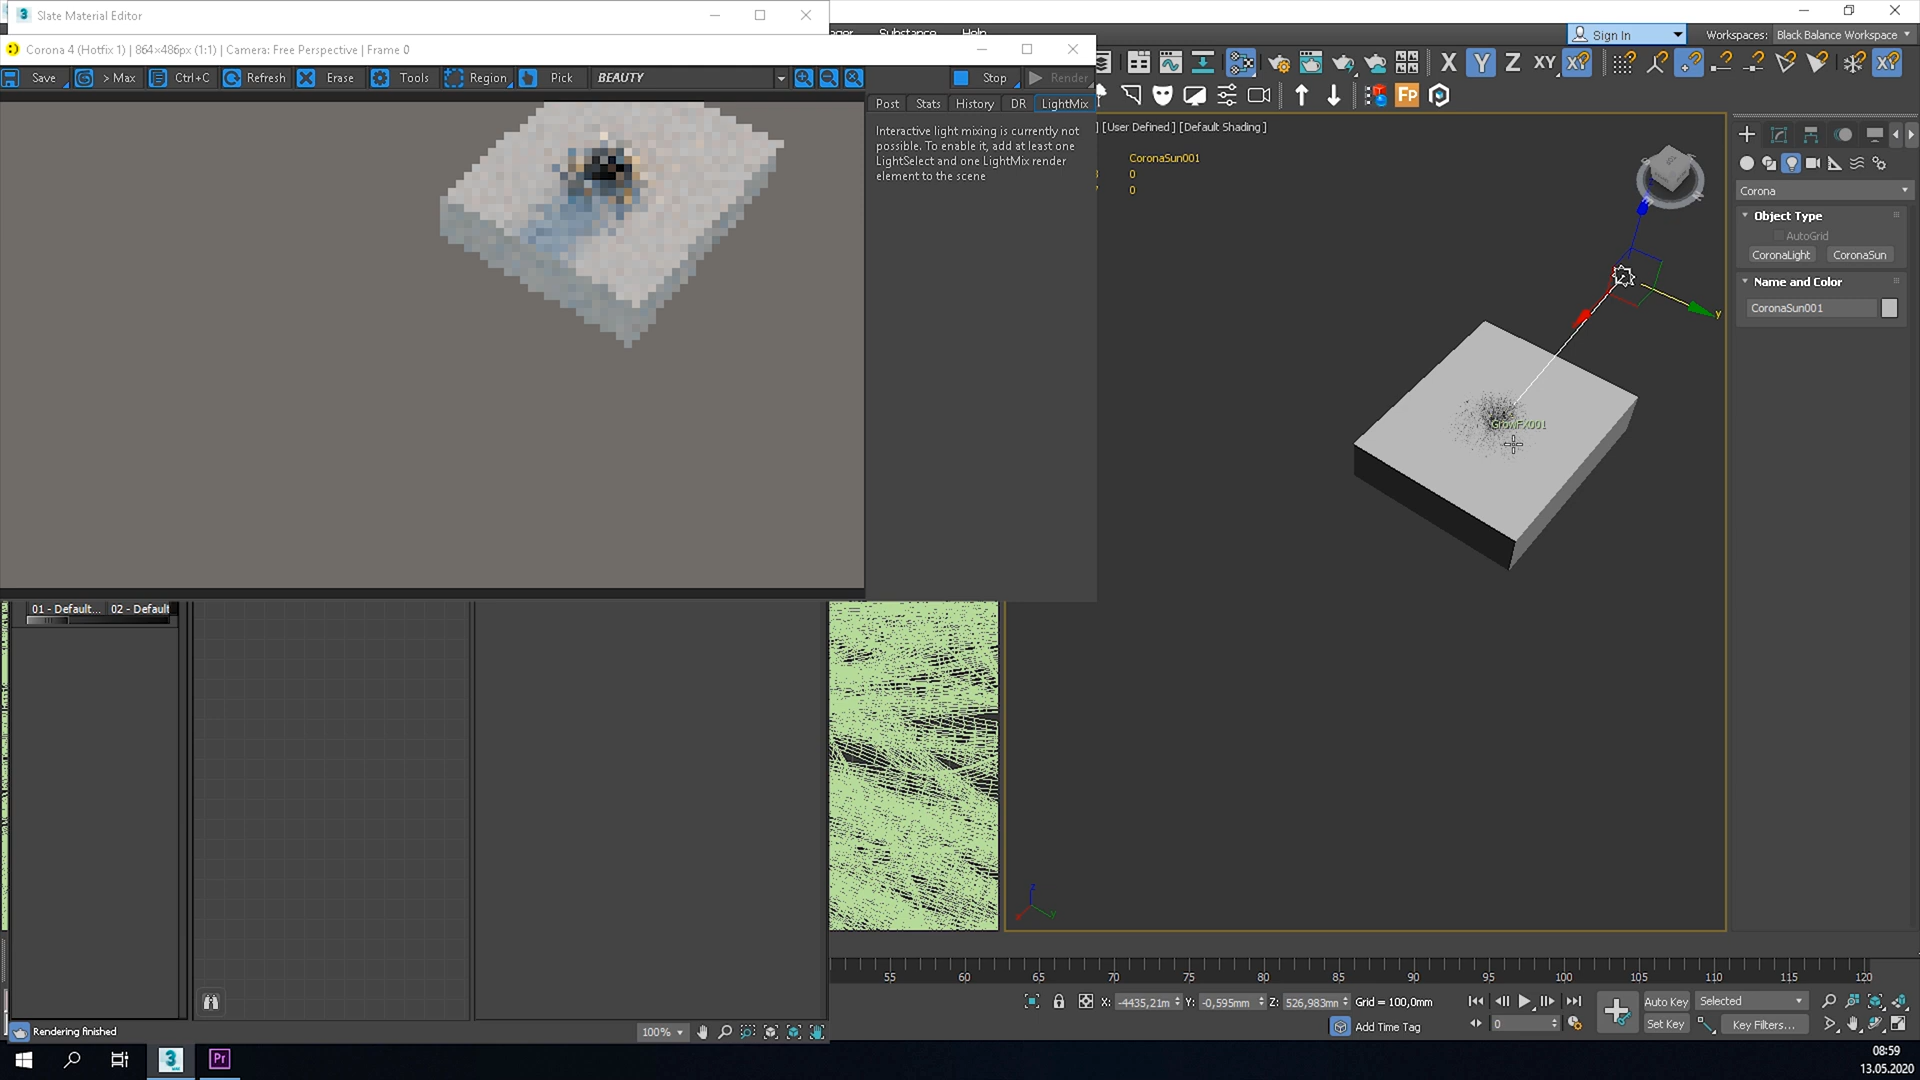 Slate Material Editor
Substance Help
Sign In
Workspaces: Black Balance Workspace
Corona 4 (Hotfix 1) | 864×486px (1:1) | Camera: Free Perspective | Frame 0
Save > Max Ctrl+C Refresh Erase Tools Region Pick BEAUTY Stop Render
X Y Z XY XY XY
Fp
Post Stats History DR LightMix
Interactive light mixing is currently not
possible. To enable it, add at least one
LightSelect and one LightMix render
element to the scene
] [User Defined ] [Default Shading ]
CoronaSun001
0
0
Corona
Object Type
AutoGrid
CoronaLight CoronaSun
Name and Color
CoronaSun001
y
GrowFX001
01 - Default... 02 - Default
z
x y
55 60 65 70 75 80 85 90 95 100 105 110 115 120
X: -4435,21m Y: -0,595mm Z: 526,983mm Grid = 100,0mm
Auto Key Selected
Add Time Tag
0
Set Key Key Filters...
Rendering finished
100%
3 Pr
08:59
13.05.2020